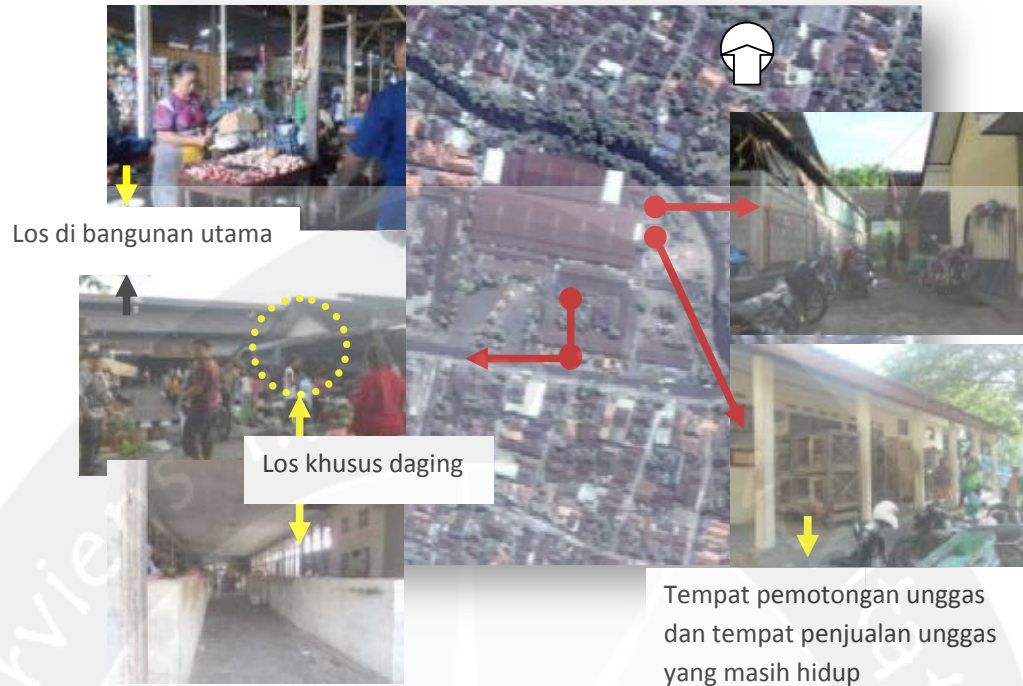 Los di bangunan utama
Los khusus daging
Tempat pemotongan unggas
dan tempat penjualan unggas
yang masih hidup